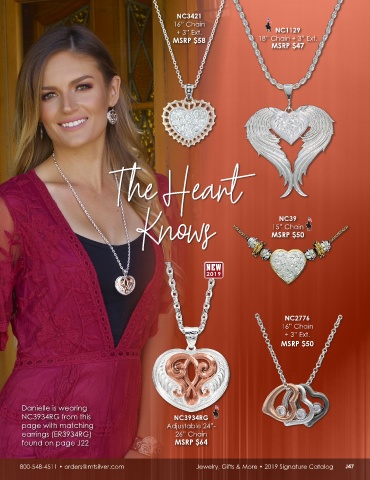 NC3421
16" Chain
+ 3" Ext.
MSRP $58
NC1129
18" Chain + 3" Ext.
MSRP $47
The Heart
Knows
NC39
15" Chain
MSRP $50
NEW
2019
NC2776
16" Chain
+ 3" Ext.
MSRP $50
NC3934RG
Adjustable 24"-
26" Chain
MSRP $64
Danielle is wearing
NC3934RG from this
page with matching
earrings (ER3934RG)
found on page J22
800-548-4511 • orders@mtsilver.com
Jewelry, Gifts & More • 2019 Signature Catalog J47